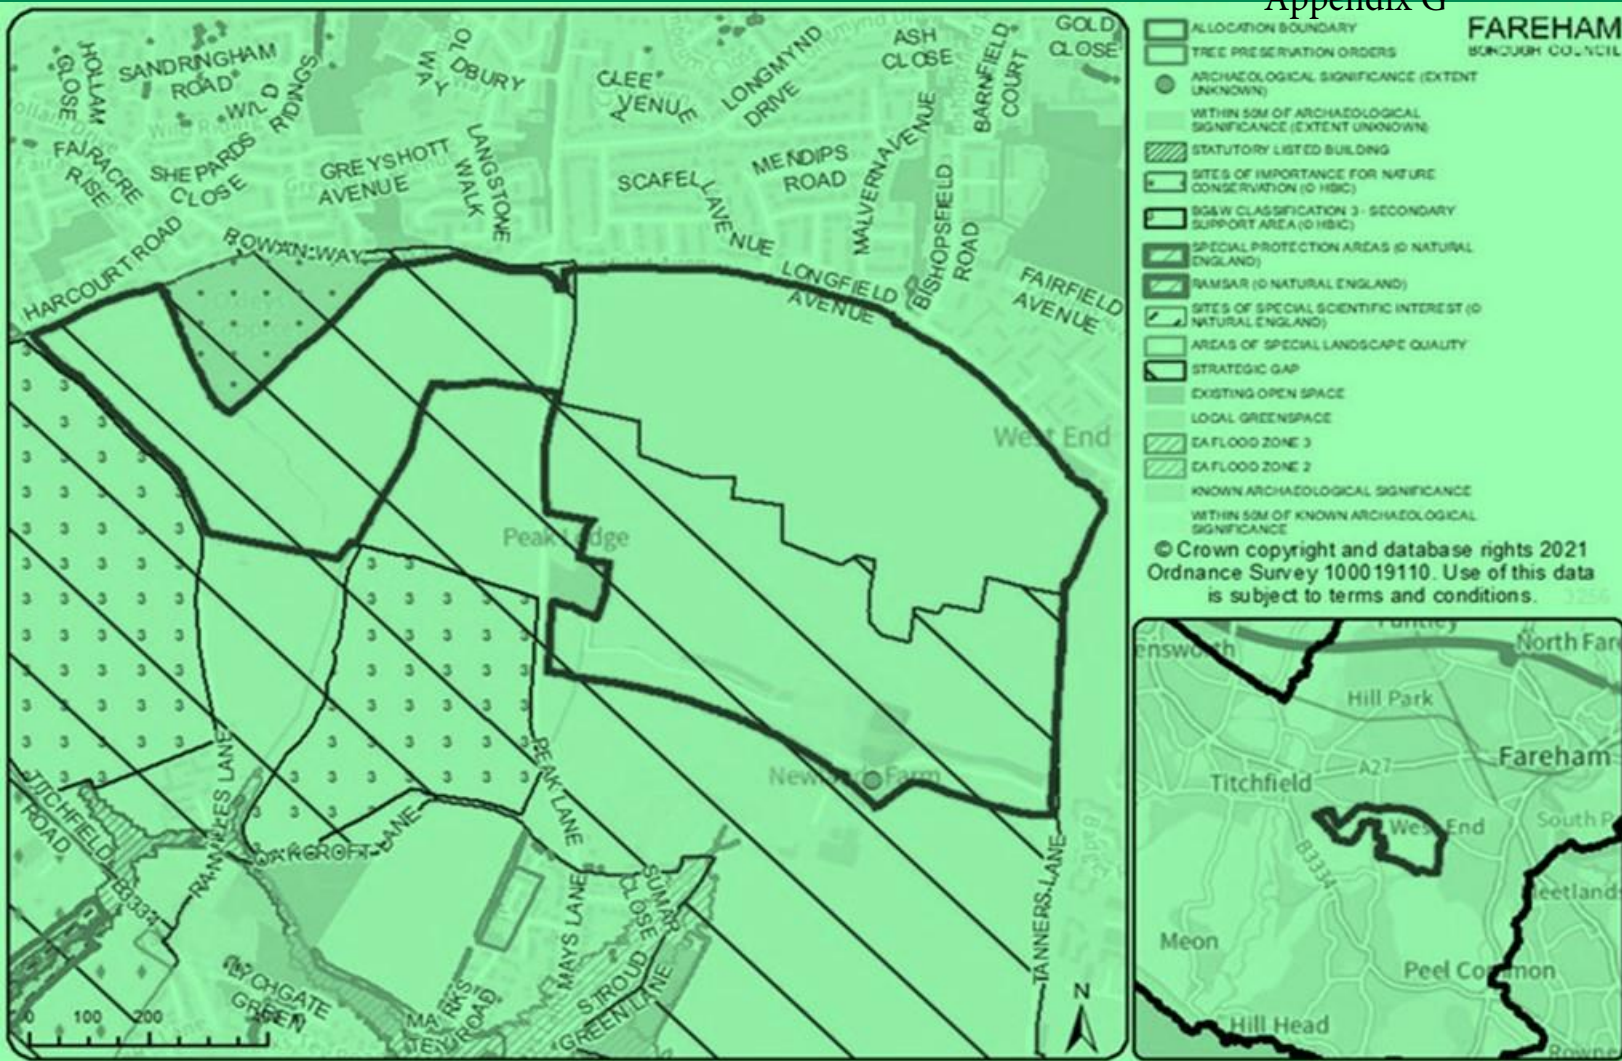 Appendix G
FAREHAM
BOROUGH COUNCIL
ALLOCATION BOUNDARY
TREE PRESERVATION ORDERS
ARCHAEOLOGICAL SIGNIFICANCE (EXTENT
UNKNOWN)
WITHIN 50M OF ARCHAEOLOGICAL
SIGNIFICANCE (EXTENT UNKNOWN)
STATUTORY LISTED BUILDING
SITES OF IMPORTANCE FOR NATURE
CONSERVATION (© HBIC)
BG&W CLASSIFICATION 3 - SECONDARY
SUPPORT AREA (© HBIC)
SPECIAL PROTECTION AREAS (© NATURAL
ENGLAND)
RAMSAR (© NATURAL ENGLAND)
SITES OF SPECIAL SCIENTIFIC INTEREST (©
NATURAL ENGLAND)
AREAS OF SPECIAL LANDSCAPE QUALITY
STRATEGIC GAP
EXISTING OPEN SPACE
LOCAL GREENSPACE
EA FLOOD ZONE 3
EA FLOOD ZONE 2
KNOWN ARCHAEOLOGICAL SIGNIFICANCE
WITHIN 50M OF KNOWN ARCHAEOLOGICAL
SIGNIFICANCE
© Crown copyright and database rights 2021
Ordnance Survey 100019110. Use of this data
is subject to terms and conditions.
HOLLAM
CLOSE
SANDRINGHAM
ROAD
WILD
RIDINGS
OLDBURY
WAY
CLEE
AVENUE
LONGMYND
DRIVE
ASH
CLOSE
BARNFIELD
COURT
GOLD
CLOSE
FAIRACRE
RISE
SHEPARDS
CLOSE
GREYSHOTT
AVENUE
LANGSTONE
WALK
SCAFELL
AVENUE
MENDIPS
ROAD
MALVERN AVENUE
BISHOPSFIELD
ROAD
HARCOURT ROAD
ROWAN WAY
LONGFIELD
AVENUE
FAIRFIELD
AVENUE
West End
Peak Lodge
Newlands Farm
TITCHFIELD
ROAD
B3334
RANVILLES LANE
OAKCROFT LANE
PEAK LANE
MAYS LANE
SUMAR
CLOSE
STROUD
GREEN LANE
TANNERS LANE
LYCHGATE
GREEN
MARKS
TEY ROAD
0 100 200
N
North Fare
Hill Park
Fareham
Titchfield
A27
West End
South P
B3334
Meon
Peel Common
Hill Head